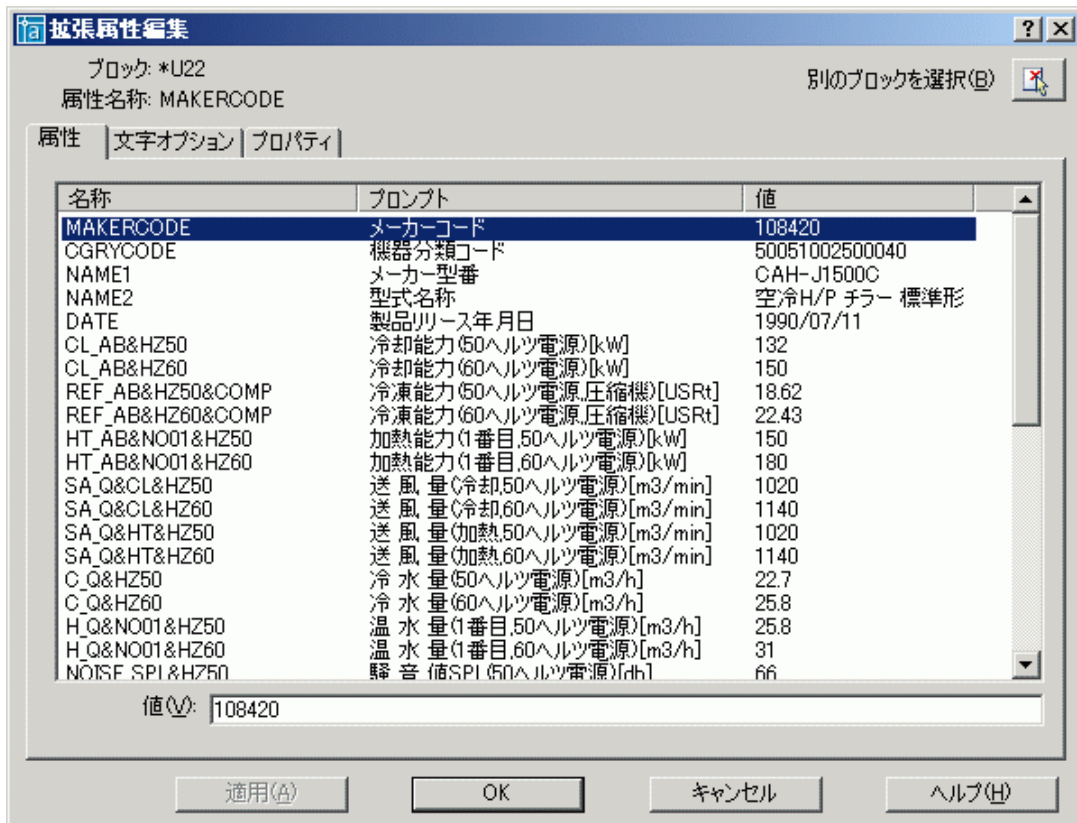 拡張属性編集
ブロック: *U22
別のブロックを選択(B)
属性名称: MAKERCODE
属性 文字オプション プロパティ
名称 プロンプト 値
MAKERCODE メーカーコード 108420
CGRYCODE 機器分類コード 50051002500040
NAME1 メーカー型番 CAH-J1500C
NAME2 型式名称 空冷H/P チラー 標準形
DATE 製品リリース年月日 1990/07/11
CL_AB&HZ50 冷却能力(50ヘルツ電源)[kW] 132
CL_AB&HZ60 冷却能力(60ヘルツ電源)[kW] 150
REF_AB&HZ50&COMP 冷凍能力(50ヘルツ電源,圧縮機)[USRt] 18.62
REF_AB&HZ60&COMP 冷凍能力(60ヘルツ電源,圧縮機)[USRt] 22.43
HT_AB&NO01&HZ50 加熱能力(1番目,50ヘルツ電源)[kW] 150
HT_AB&NO01&HZ60 加熱能力(1番目,60ヘルツ電源)[kW] 180
SA_Q&CL&HZ50 送 風 量(冷却,50ヘルツ電源)[m3/min] 1020
SA_Q&CL&HZ60 送 風 量(冷却,60ヘルツ電源)[m3/min] 1140
SA_Q&HT&HZ50 送 風 量(加熱,50ヘルツ電源)[m3/min] 1020
SA_Q&HT&HZ60 送 風 量(加熱,60ヘルツ電源)[m3/min] 1140
C_Q&HZ50 冷 水 量(50ヘルツ電源)[m3/h] 22.7
C_Q&HZ60 冷 水 量(60ヘルツ電源)[m3/h] 25.8
H_Q&NO01&HZ50 温 水 量(1番目,50ヘルツ電源)[m3/h] 25.8
H_Q&NO01&HZ60 温 水 量(1番目,60ヘルツ電源)[m3/h] 31
NOISE_SPL&HZ50 騒 音 値SPL(50ヘルツ電源)[db] 66
値(V): 108420
適用(A) OK キャンセル ヘルプ(H)